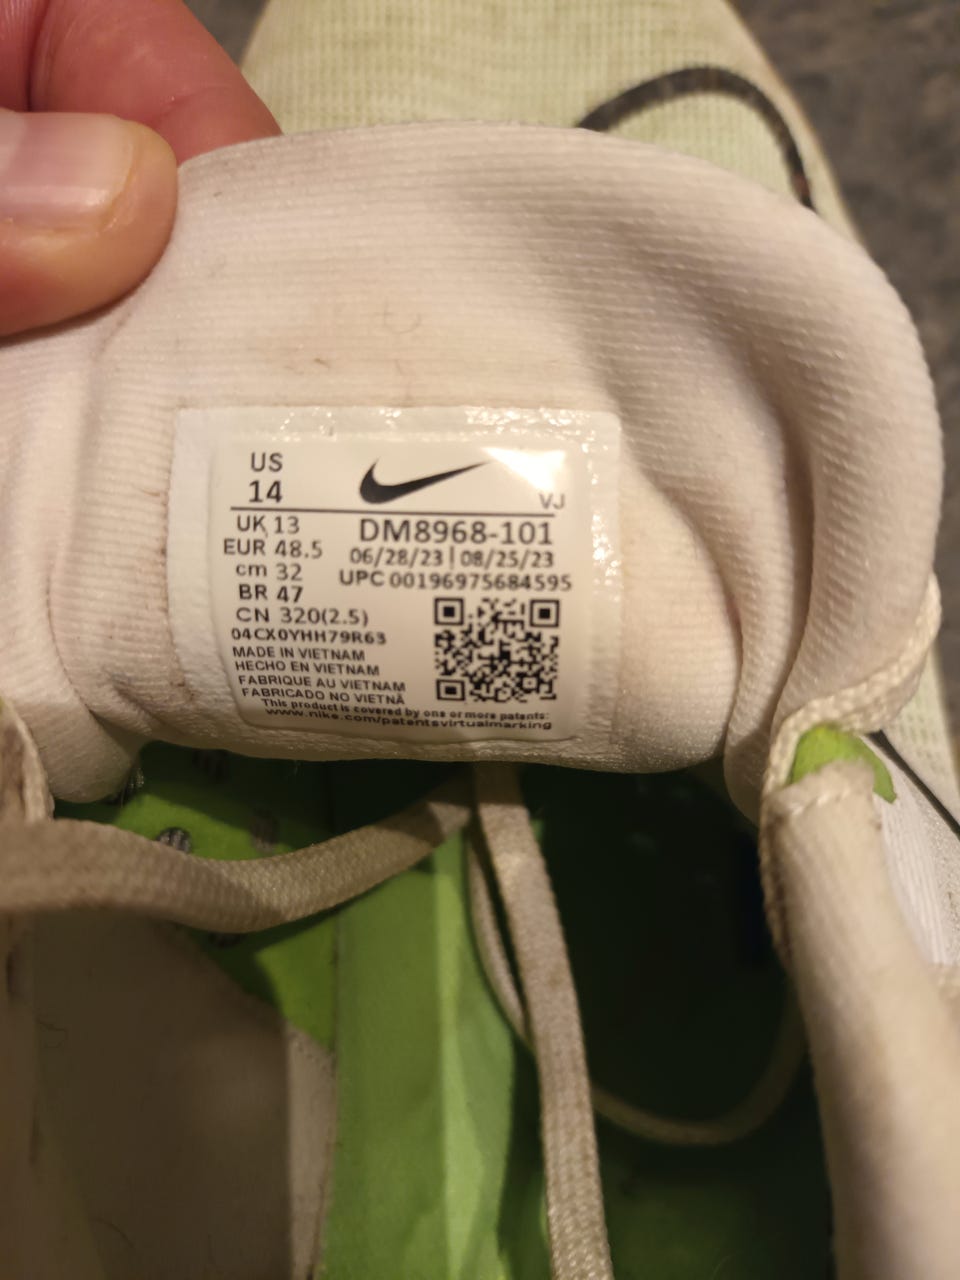 US
14
VJ
UK 13
EUR 48.5
cm 32
BR 47
CN 320(2.5)
DM8968-101
06/28/23 | 08/25/23
UPC 00196975684595
04CX0YHH79R63
MADE IN VIETNAM
HECHO EN VIETNAM
FABRIQUE AU VIETNAM
FABRICADO NO VIETNÃ
This product is covered by one or more patents:
www.nike.com/patentsvirtualmarking